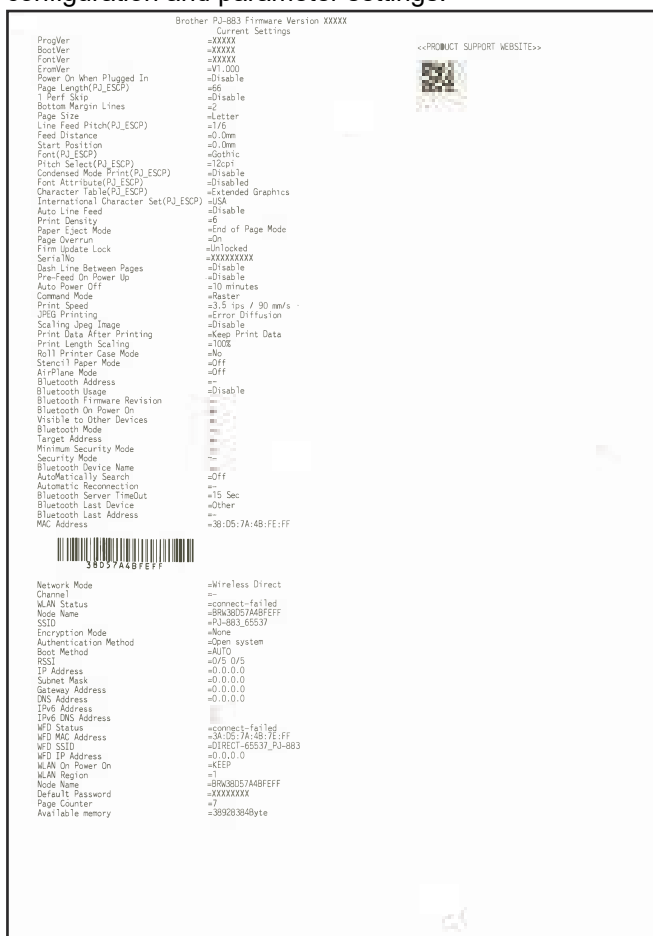 configuration and parameter settings.
Brother PJ-883 Firmware Version XXXXX
Current Settings
<<PRODUCT SUPPORT WEBSITE>>
ProgVer =XXXXX
BootVer =XXXXX
FontVer =XXXXX
EromVer =V1.000
Power On When Plugged In =Disable
Page Length(PJ_ESCP) =66
1 Perf Skip =Disable
Bottom Margin Lines =2
Page Size =Letter
Line Feed Pitch(PJ_ESCP) =1/6
Feed Distance =0.0mm
Start Position =0.0mm
Font(PJ_ESCP) =Gothic
Pitch Select(PJ_ESCP) =12cpi
Condensed Mode Print(PJ_ESCP) =Disable
Font Attribute(PJ_ESCP) =Disabled
Character Table(PJ_ESCP) =Extended Graphics
International Character Set(PJ_ESCP) =USA
Auto Line Feed =Disable
Print Density =6
Paper Eject Mode =End of Page Mode
Page Overrun =On
Firm Update Lock =Unlocked
SerialNo =XXXXXXXXX
Dash Line Between Pages =Disable
Pre-Feed On Power Up =Disable
Auto Power Off =10 minutes
Command Mode =Raster
Print Speed =3.5 ips / 90 mm/s
JPEG Printing =Error Diffusion
Scaling Jpeg Image =Disable
Print Data After Printing =Keep Print Data
Print Length Scaling =100%
Roll Printer Case Mode =No
Stencil Paper Mode =Off
AirPlane Mode =Off
Bluetooth Address =-
Bluetooth Usage =Disable
Bluetooth Firmware Revision
Bluetooth On Power On
Visible to Other Devices
Bluetooth Mode
Target Address
Minimum Security Mode
Security Mode
Bluetooth Device Name
AutoMatically Search =Off
Automatic Reconnection =-
Bluetooth Server TimeOut =15 Sec
Bluetooth Last Device =Other
Bluetooth Last Address =-
MAC Address =38:D5:7A:4B:FE:FF
38D57A4BFEFF
Network Mode =Wireless Direct
Channel =-
WLAN Status =connect-failed
Node Name =BRW38D57A4BFEFF
SSID =PJ-883_65537
Encryption Mode =None
Authentication Method =Open system
Boot Method =AUTO
RSSI =0/5 0/5
IP Address =0.0.0.0
Subnet Mask =0.0.0.0
Gateway Address =0.0.0.0
DNS Address =0.0.0.0
IPv6 Address
IPv6 DNS Address
WFD Status =connect-failed
WFD MAC Address =3A:D5:7A:4B:7E:FF
WFD SSID =DIRECT-65537_PJ-883
WFD IP Address =0.0.0.0
WLAN On Power On =KEEP
WLAN Region =1
Node Name =BRW38D57A4BFEFF
Default Password =XXXXXXXX
Page Counter =7
Available memory =38928384Byte